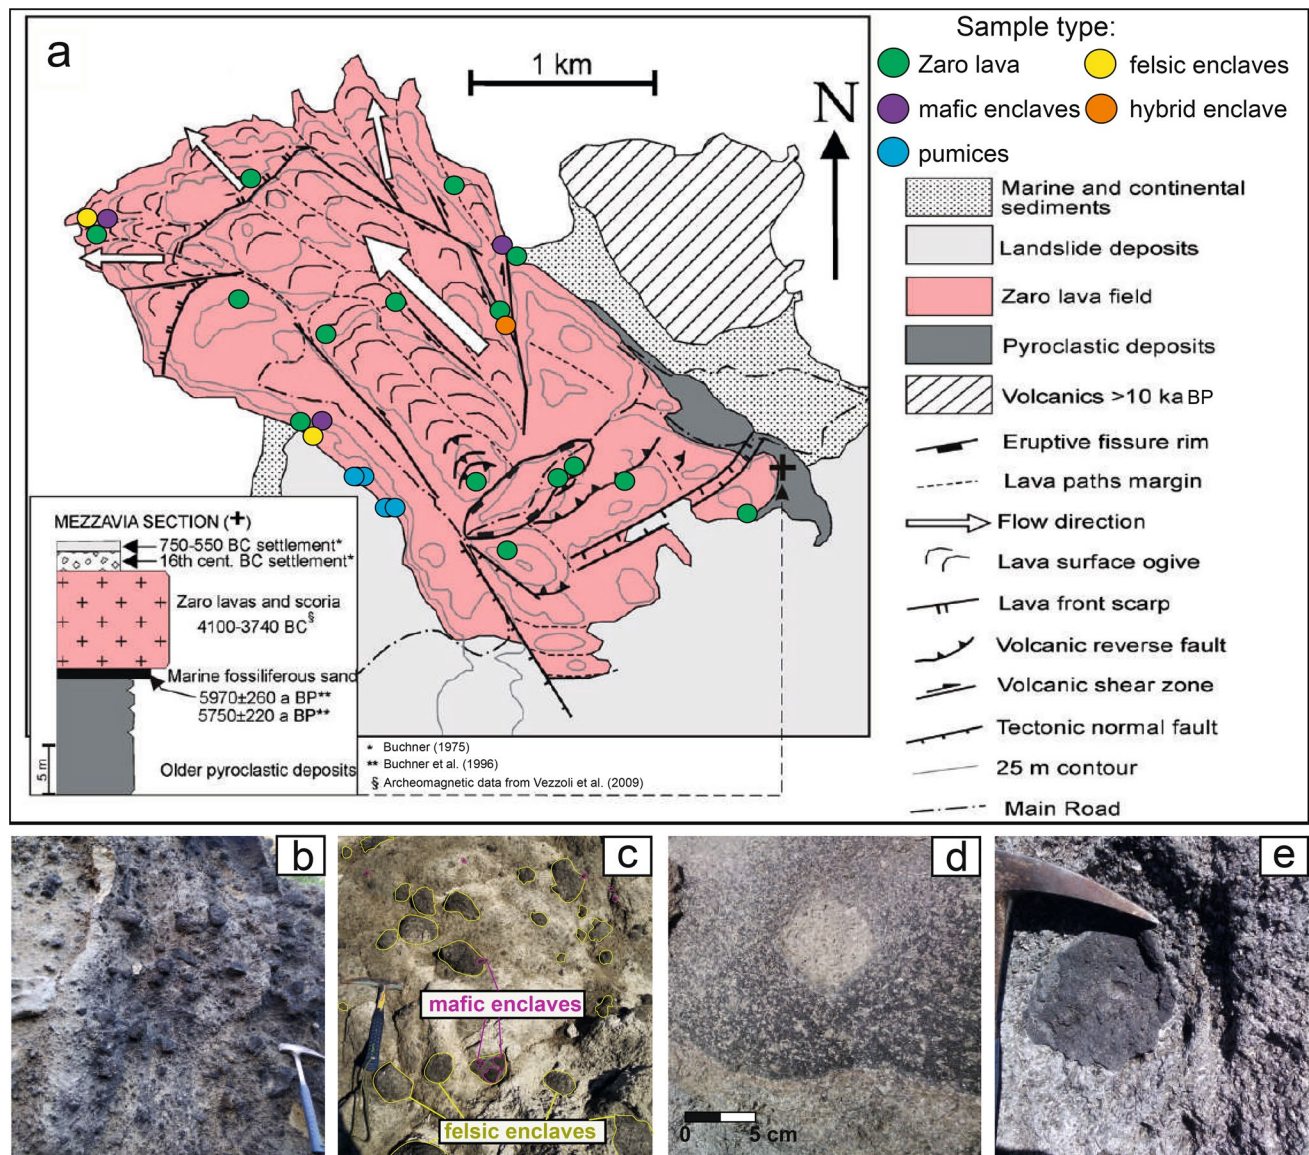 a
1 km
N
Sample type:
Zaro lava
felsic enclaves
mafic enclaves
hybrid enclave
pumices
Marine and continental
sediments
Landslide deposits
Zaro lava field
Pyroclastic deposits
Volcanics >10 ka BP
Eruptive fissure rim
Lava paths margin
Flow direction
Lava surface ogive
Lava front scarp
Volcanic reverse fault
Volcanic shear zone
Tectonic normal fault
25 m contour
Main Road
MEZZAVIA SECTION (+)
750-550 BC settlement*
16th cent. BC settlement*
Zaro lavas and scoria
4100-3740 BC§
Marine fossiliferous sand
5970±260 a BP**
5750±220 a BP**
Older pyroclastic deposits
5 m
* Buchner (1975)
** Buchner et al. (1996)
§ Archeomagnetic data from Vezzoli et al. (2009)
b
c
mafic enclaves
felsic enclaves
d
0 5 cm
e